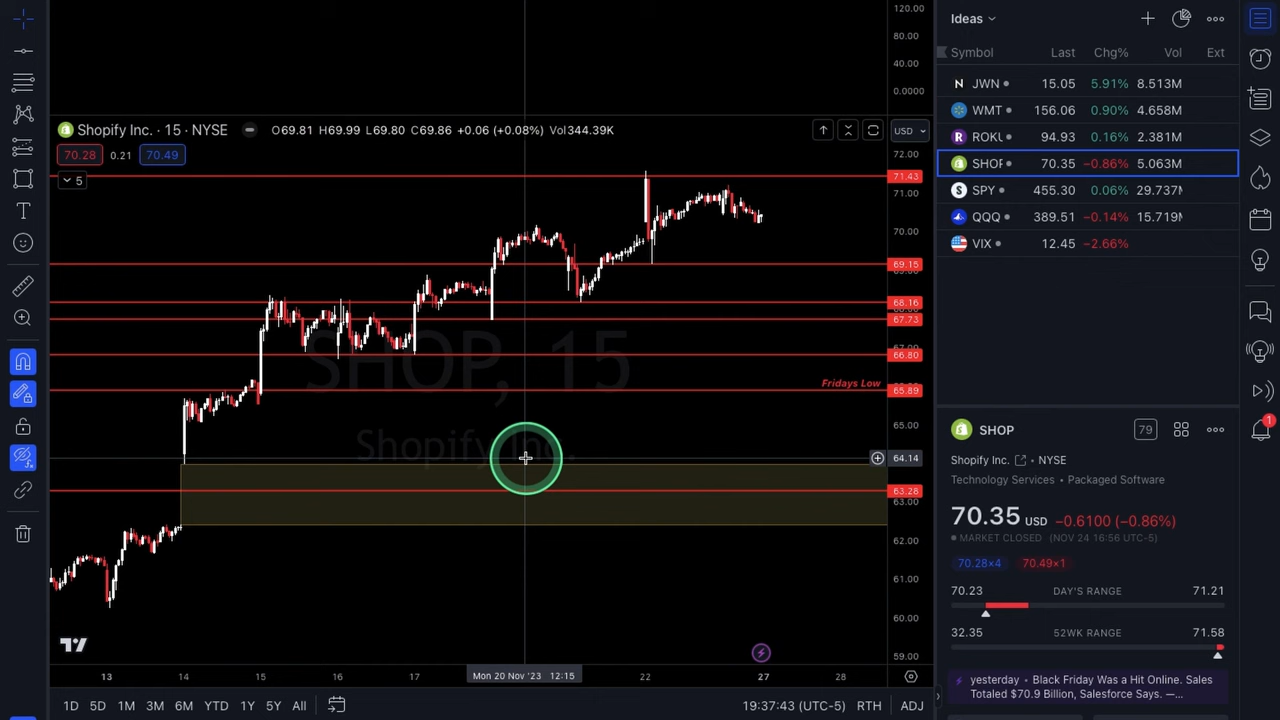 120.00
80.00
40.00
0.0000
Shopify Inc. · 15 · NYSE O69.81 H69.99 L69.80 C69.86 +0.06 (+0.08%) Vol344.39K
USD
70.28 0.21 70.49
5
72.00
71.43
71.00
70.00
69.15
68.16
67.73
66.80
Fridays Low
65.89
65.00
64.14
63.28
63.00
62.00
61.00
60.00
59.00
SHOP, 15
Shopify Inc.
13 14 15 16 17 Mon 20 Nov '23 12:15 22 27 28
1D 5D 1M 3M 6M YTD 1Y 5Y All 19:37:43 (UTC-5) RTH ADJ
Ideas
Symbol Last Chg% Vol Ext
JWN 15.05 5.91% 8.513M
WMT 156.06 0.90% 4.658M
ROKU 94.93 0.16% 2.381M
SHOP 70.35 −0.86% 5.063M
SPY 455.30 0.06% 29.737M
QQQ 389.51 −0.14% 15.719M
VIX 12.45 −2.66%
SHOP 79
Shopify Inc. • NYSE
Technology Services • Packaged Software
70.35 USD −0.6100 (−0.86%)
MARKET CLOSED (NOV 24 16:56 UTC-5)
70.28×4 70.49×1
70.23 DAY'S RANGE 71.21
32.35 52WK RANGE 71.58
yesterday • Black Friday Was a Hit Online. Sales
Totaled $70.9 Billion, Salesforce Says. —...
1